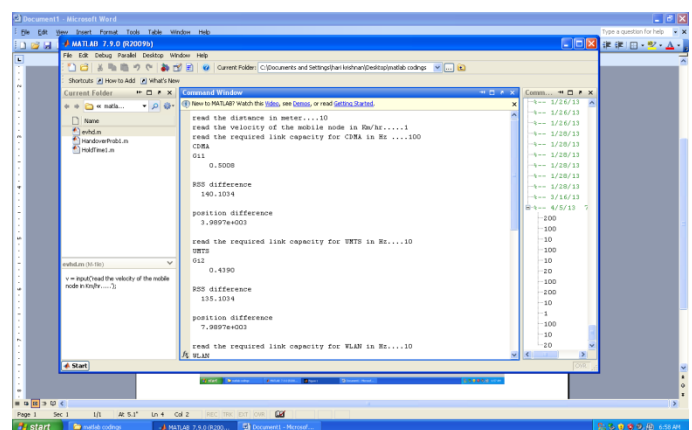 Document1 - Microsoft Word
File Edit View Insert Format Tools Table Window Help
Type a question for help
MATLAB 7.9.0 (R2009b)
File Edit Debug Parallel Desktop Window Help
Current Folder: C:\Documents and Settings\hari krishnan\Desktop\matlab codings
Shortcuts How to Add What's New
Current Folder
« matla...
Name
evhd.m
HandoverProb1.m
HoldTime1.m
evhd.m (M-file)
v = input('read the velocity of the mobile
node in Km/hr.....');
Command Window
New to MATLAB? Watch this Video, see Demos, or read Getting Started.
read the distance in meter....10
read the velocity of the mobile node in Km/hr.....1
read the required link capacity for CDMA in Hz ....100
CDMA
Gi1
0.5008
RSS difference
140.1034
position difference
3.9897e+003
read the required link capacity for UMTS in Hz....10
UMTS
Gi2
0.4390
RSS difference
135.1034
position difference
7.9897e+003
read the required link capacity for WLAN in Hz....10
WLAN
Comm...
%-- 1/26/13
%-- 1/26/13
%-- 1/26/13
%-- 1/28/13
%-- 1/28/13
%-- 1/28/13
%-- 1/28/13
%-- 1/28/13
%-- 1/28/13
%-- 3/16/13
%-- 4/5/13 7
200
100
10
100
10
20
100
200
10
1
100
10
20
Start
OVR
Page 1 Sec 1 1/1 At 5.1" Ln 4 Col 2 REC TRK EXT OVR
start
matlab codings
MATLAB 7.9.0 (R200...
Document1 - Microsof...
6:58 AM